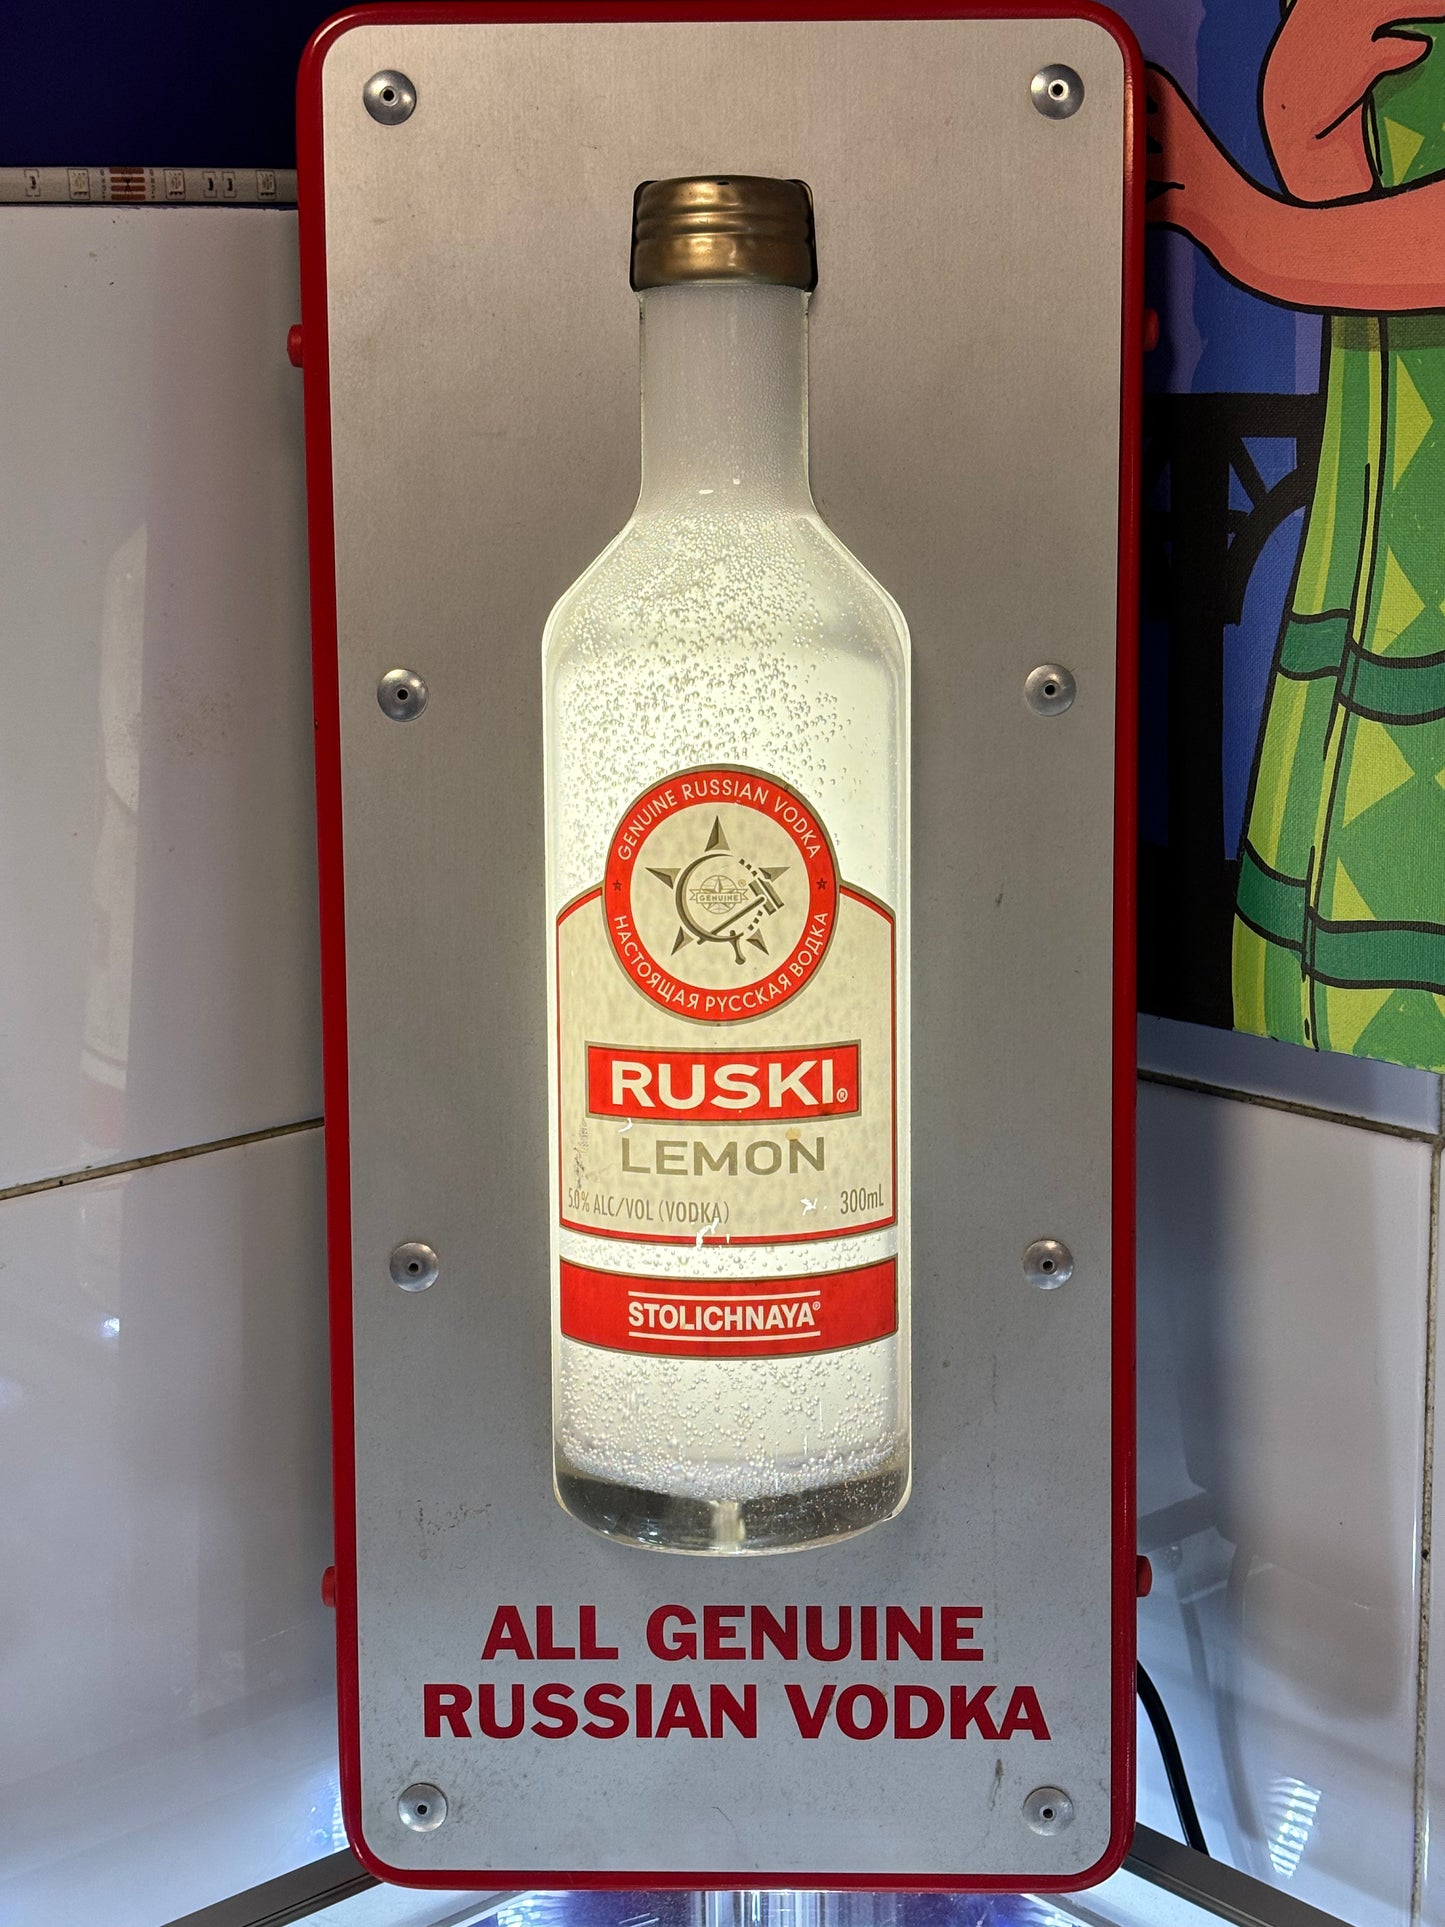 GENUINE RUSSIAN VODKA
GENUINE
НАСТОЯЩАЯ РУССКАЯ ВОДКА
RUSKI®
LEMON
5.0% ALC/VOL (VODKA) 300mL
STOLICHNAYA®
ALL GENUINE
RUSSIAN VODKA